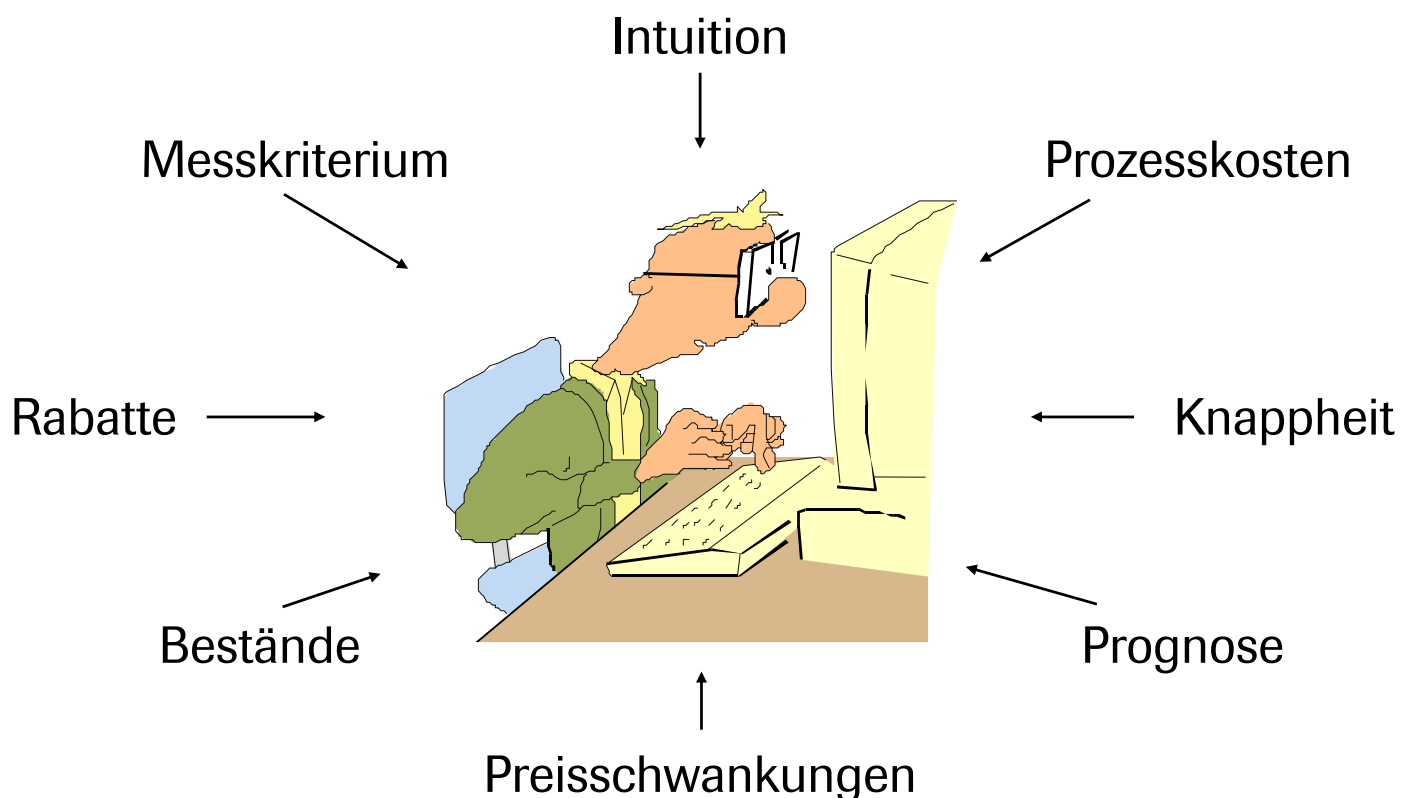 Intuition
Messkriterium
Prozesskosten
Rabatte
Knappheit
Bestände
Prognose
Preisschwankungen